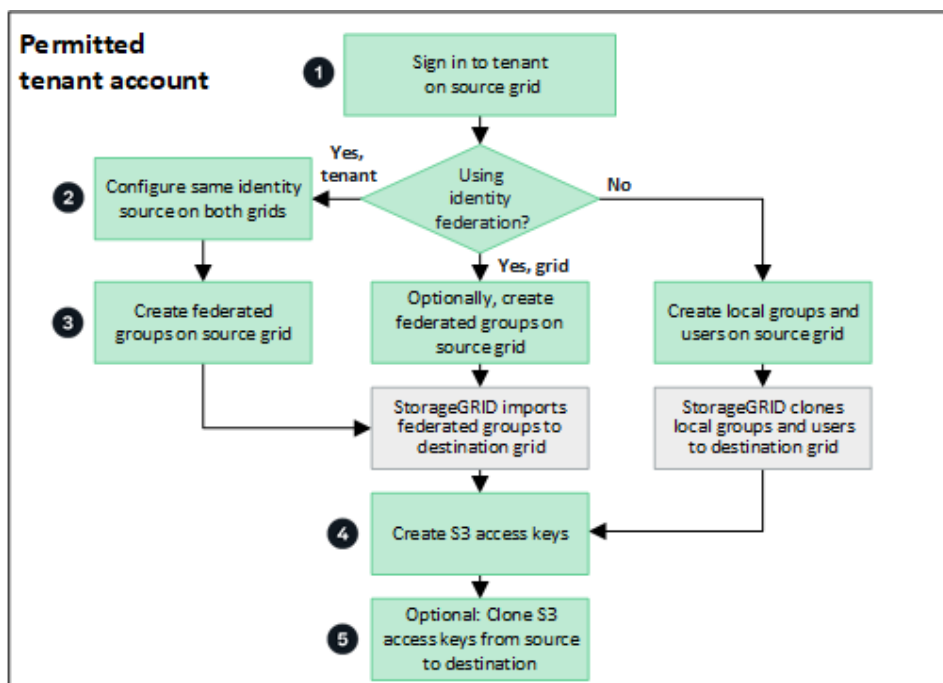 Permitted
tenant account
1
Sign in to tenant
on source grid
Yes,
tenant
Using
identity
federation?
No
2
Configure same identity
source on both grids
Yes, grid
3
Create federated
groups on source grid
Optionally, create
federated groups on
source grid
Create local groups and
users on source grid
StorageGRID imports
federated groups to
destination grid
StorageGRID clones
local groups and users
to destination grid
4
Create S3 access keys
5
Optional: Clone S3
access keys from source
to destination